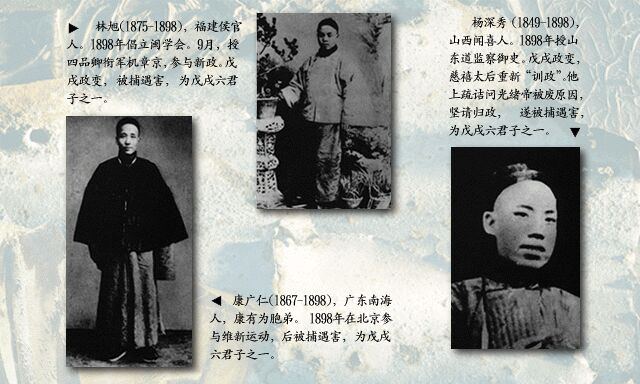 ▶ 林旭(1875-1898)，福建侯官
人。1898年倡立闽学会。9月，授
四品卿衔军机章京，参与新政。戊
戌政变，被捕遇害，为戊戌六君
子之一。
杨深秀 (1849-1898)，
山西闻喜人。1898年授山
东道监察御史。戊戌政变，
慈禧太后重新“训政”。他
上疏诘问光绪帝被废原因，
坚请归政， 遂被捕遇害，
为戊戌六君子之一。 ▼
◀ 康广仁(1867-1898)，广东南海
人，康有为胞弟。 1898年在北京参
与维新运动，后被捕遇害，为戊戌
六君子之一。